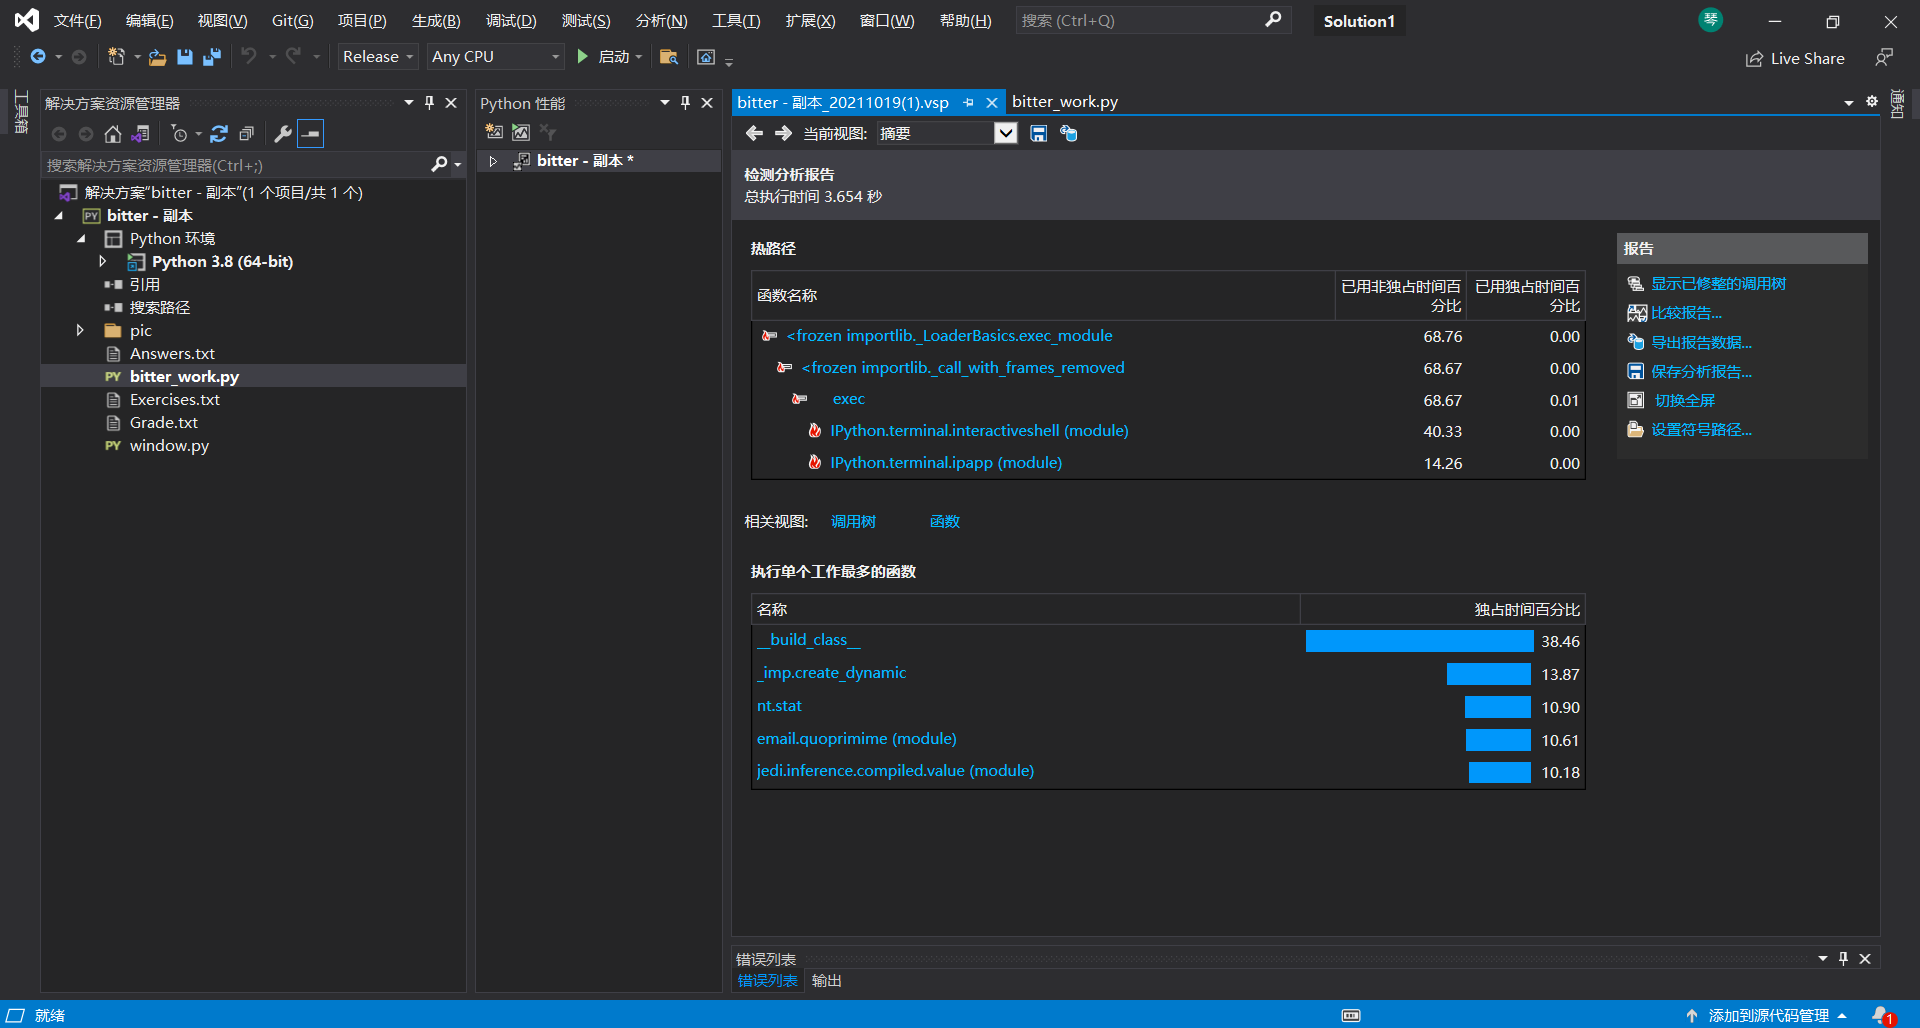 文件(F) 编辑(E) 视图(V) Git(G) 项目(P) 生成(B) 调试(D) 测试(S) 分析(N) 工具(T) 扩展(X) 窗口(W) 帮助(H) 搜索 (Ctrl+Q) Solution1 琴
Release Any CPU 启动 Live Share
工具箱
解决方案资源管理器
搜索解决方案资源管理器(Ctrl+;)
解决方案"bitter - 副本"(1 个项目/共 1 个)
PY bitter - 副本
Python 环境
Python 3.8 (64-bit)
引用
搜索路径
pic
Answers.txt
PY bitter_work.py
Exercises.txt
Grade.txt
PY window.py
Python 性能
bitter - 副本 *
bitter - 副本_20211019(1).vsp bitter_work.py
当前视图: 摘要
检测分析报告
总执行时间 3.654 秒
热路径
函数名称 已用非独占时间百分比 已用独占时间百分比
<frozen importlib._LoaderBasics.exec_module 68.76 0.00
<frozen importlib._call_with_frames_removed 68.67 0.00
exec 68.67 0.01
IPython.terminal.interactiveshell (module) 40.33 0.00
IPython.terminal.ipapp (module) 14.26 0.00
相关视图: 调用树 函数
执行单个工作最多的函数
名称 独占时间百分比
__build_class__ 38.46
_imp.create_dynamic 13.87
nt.stat 10.90
email.quoprimime (module) 10.61
jedi.inference.compiled.value (module) 10.18
报告
显示已修整的调用树
比较报告...
导出报告数据...
保存分析报告...
切换全屏
设置符号路径...
通知
错误列表
错误列表 输出
就绪 添加到源代码管理 1